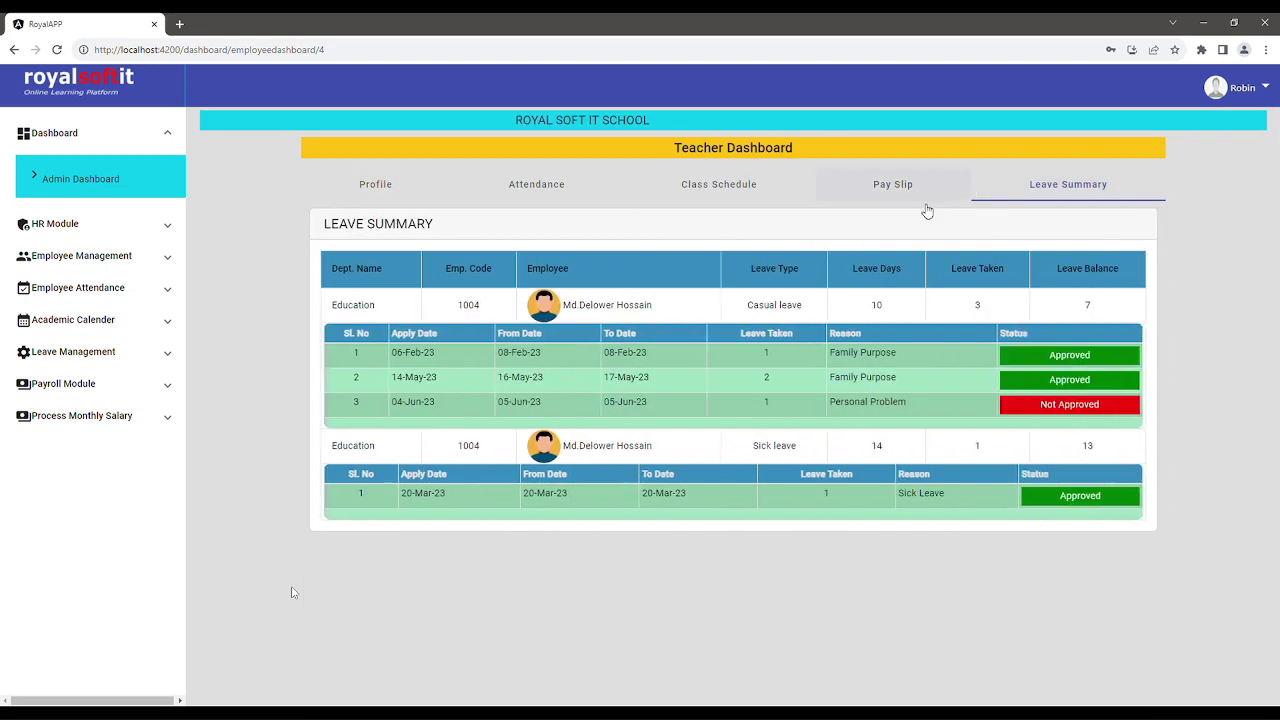 RoyalAPP
http://localhost:4200/dashboard/employeedashboard/4
royalsoftit
Online Learning Platform
Robin
Dashboard
Admin Dashboard
HR Module
Employee Management
Employee Attendance
Academic Calender
Leave Management
Payroll Module
Process Monthly Salary
ROYAL SOFT IT SCHOOL
Teacher Dashboard
Profile Attendance Class Schedule Pay Slip Leave Summary
LEAVE SUMMARY
Dept. Name Emp. Code Employee Leave Type Leave Days Leave Taken Leave Balance
Education 1004 Md.Delower Hossain Casual leave 10 3 7
Sl. No Apply Date From Date To Date Leave Taken Reason Status
1 06-Feb-23 08-Feb-23 08-Feb-23 1 Family Purpose Approved
2 14-May-23 16-May-23 17-May-23 2 Family Purpose Approved
3 04-Jun-23 05-Jun-23 05-Jun-23 1 Personal Problem Not Approved
Education 1004 Md.Delower Hossain Sick leave 14 1 13
Sl. No Apply Date From Date To Date Leave Taken Reason Status
1 20-Mar-23 20-Mar-23 20-Mar-23 1 Sick Leave Approved